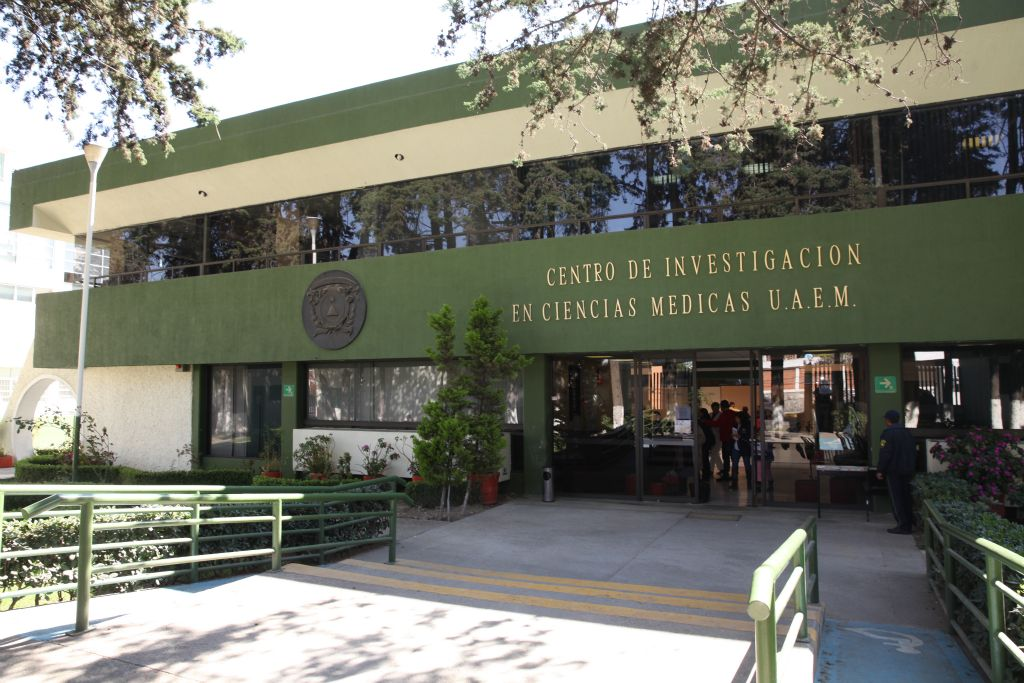 CENTRO DE INVESTIGACION
EN CIENCIAS MEDICAS U.A.E.M.